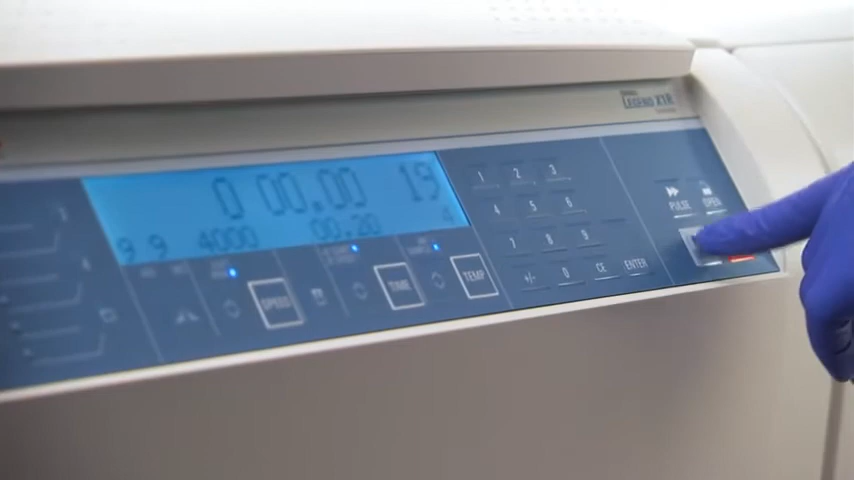 LEGEND X1R
0 00.00 19
9 9 4000 00.20 4
1 2 3
4 5 6
7 8 9
+/- 0 CE ENTER
PULSE OPEN
SPEED TIME TEMP